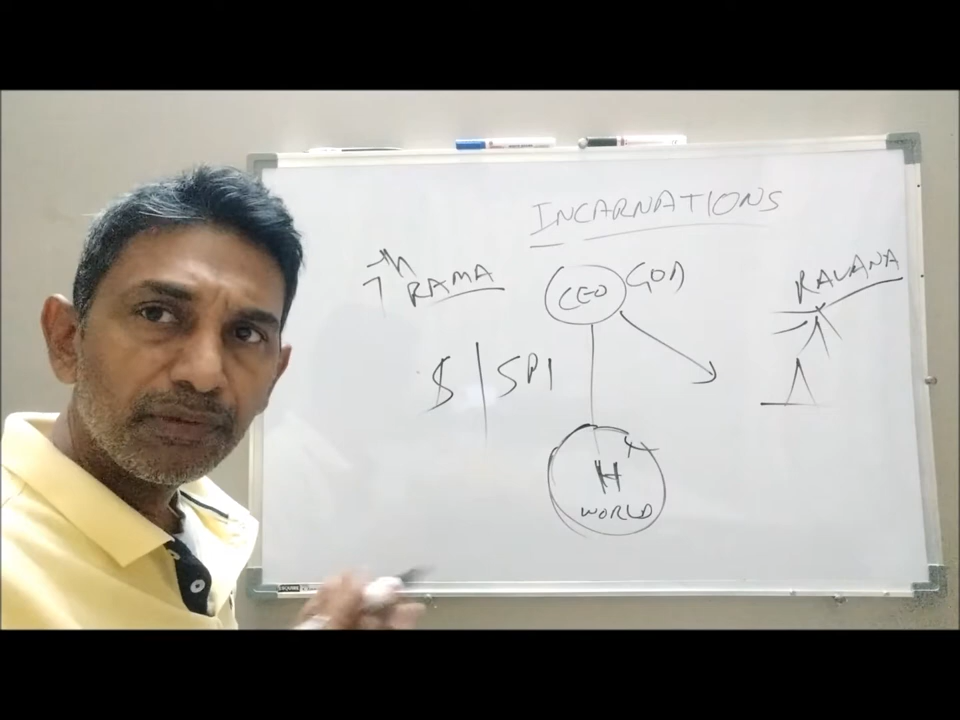 INCARNATIONS
7th RAMA
CEO GOD
RAVANA
$ SPI
H
WORLD